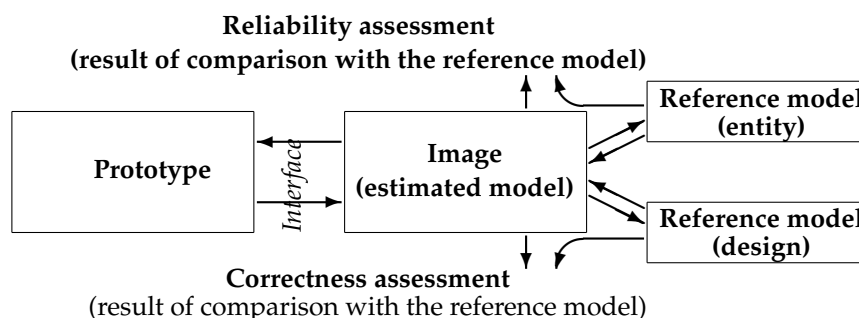 Reliability assessment
(result of comparison with the reference model)
Reference model
(entity)
Prototype
Interface
Image
(estimated model)
Reference model
(design)
Correctness assessment
(result of comparison with the reference model)